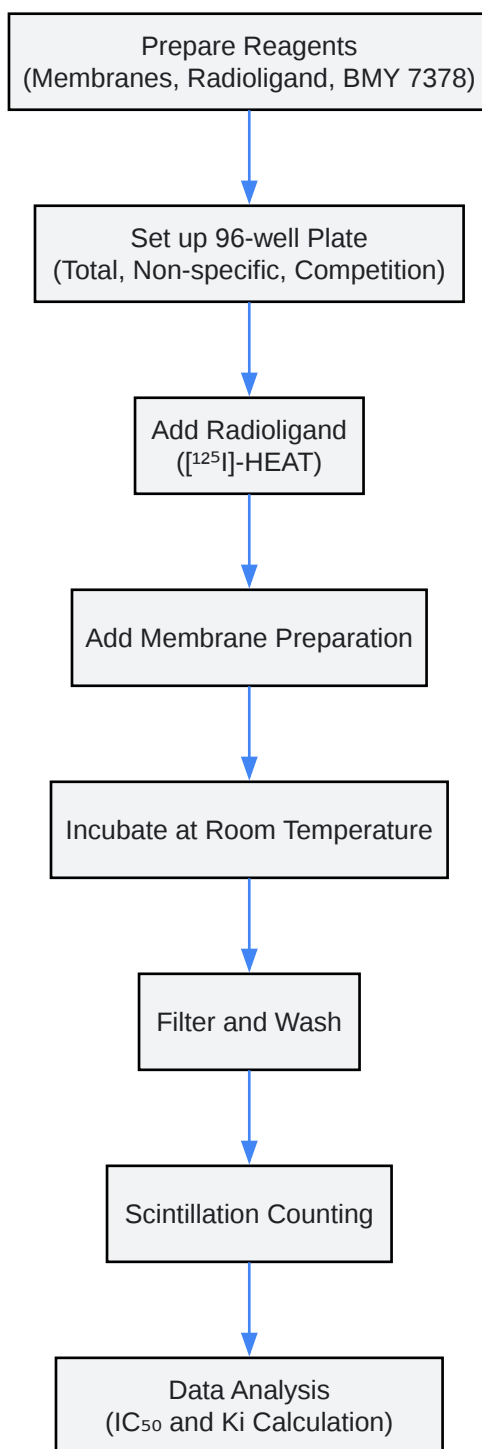 Prepare Reagents
(Membranes, Radioligand, BMY 7378)
Set up 96-well Plate
(Total, Non-specific, Competition)
Add Radioligand
([¹²⁵I]-HEAT)
Add Membrane Preparation
Incubate at Room Temperature
Filter and Wash
Scintillation Counting
Data Analysis
(IC₅₀ and Ki Calculation)